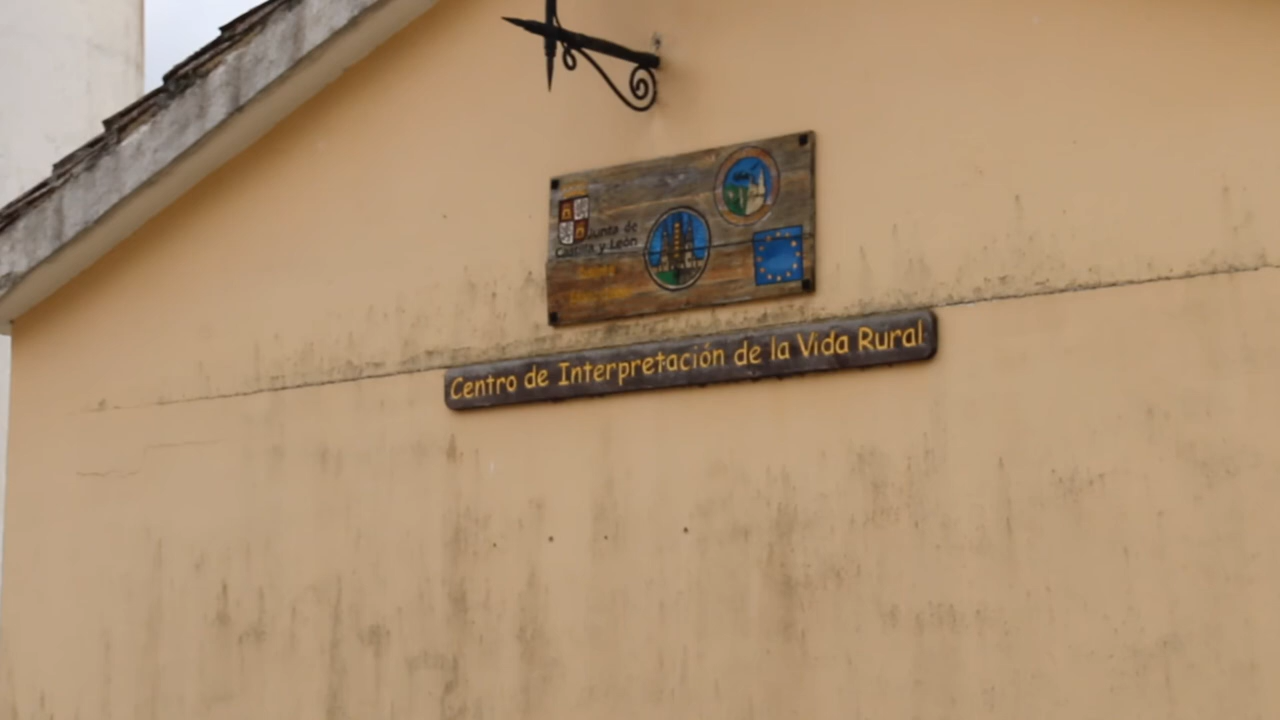 Junta de
Castilla y León
Centro de Interpretación de la Vida Rural